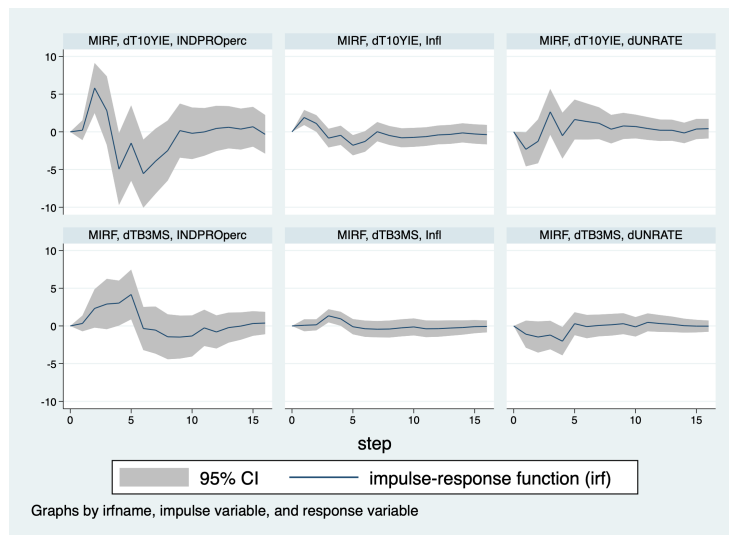 MIRF, dT10YIE, INDPROperc
MIRF, dT10YIE, Infl
MIRF, dT10YIE, dUNRATE
10
5
0
-5
-10
MIRF, dTB3MS, INDPROperc
MIRF, dTB3MS, Infl
MIRF, dTB3MS, dUNRATE
10
5
0
-5
-10
0 5 10 15
0 5 10 15
0 5 10 15
step
95% CI
impulse-response function (irf)
Graphs by irfname, impulse variable, and response variable